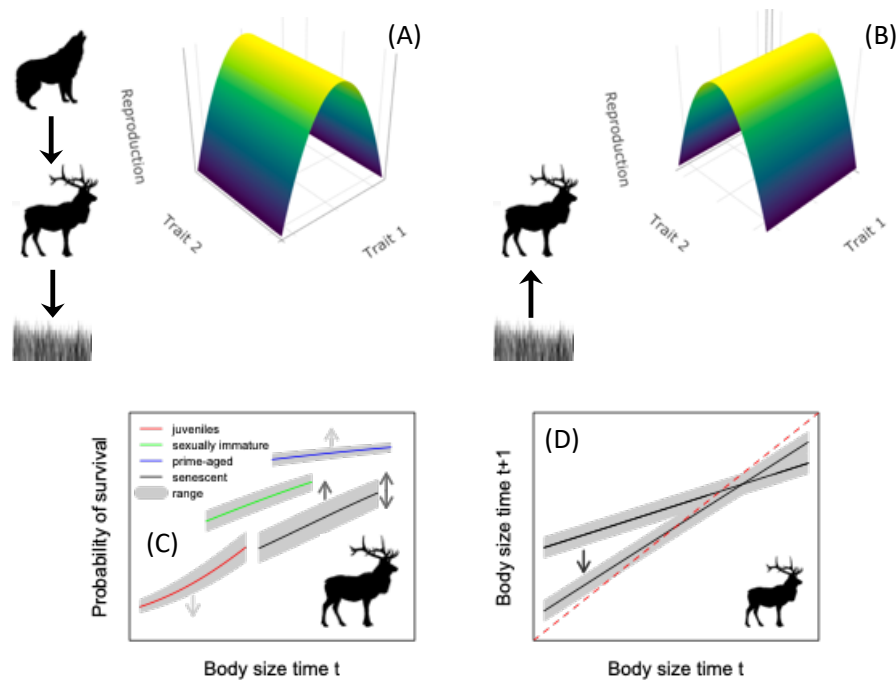 (A)
Reproduction
Trait 2
Trait 1
(B)
Reproduction
Trait 2
Trait 1
Probability of survival
juveniles
sexually immature
prime-aged
senescent
range
(C)
Body size time t
Body size time t+1
(D)
Body size time t